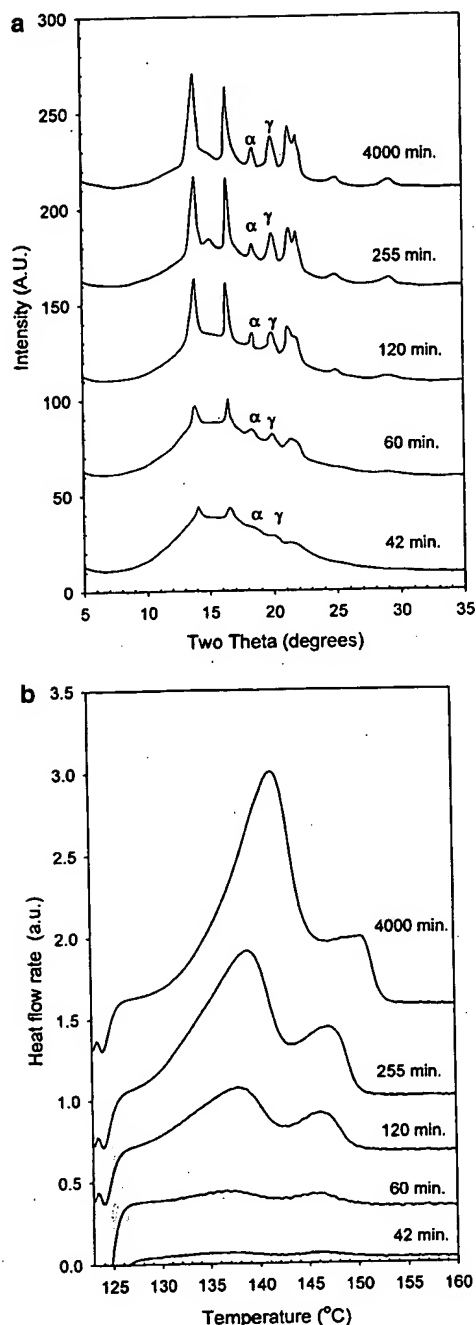 a
300
250
200
150
100
50
0
Intensity (A.U.)
α γ
4000 min.
α γ
255 min.
α γ
120 min.
α γ
60 min.
α γ
42 min.
5 10 15 20 25 30 35
Two Theta (degrees)
b
3.5
3.0
2.5
2.0
1.5
1.0
0.5
0.0
Heat flow rate (a.u.)
4000 min.
255 min.
120 min.
60 min.
42 min.
125 130 135 140 145 150 155 160
Temperature (°C)